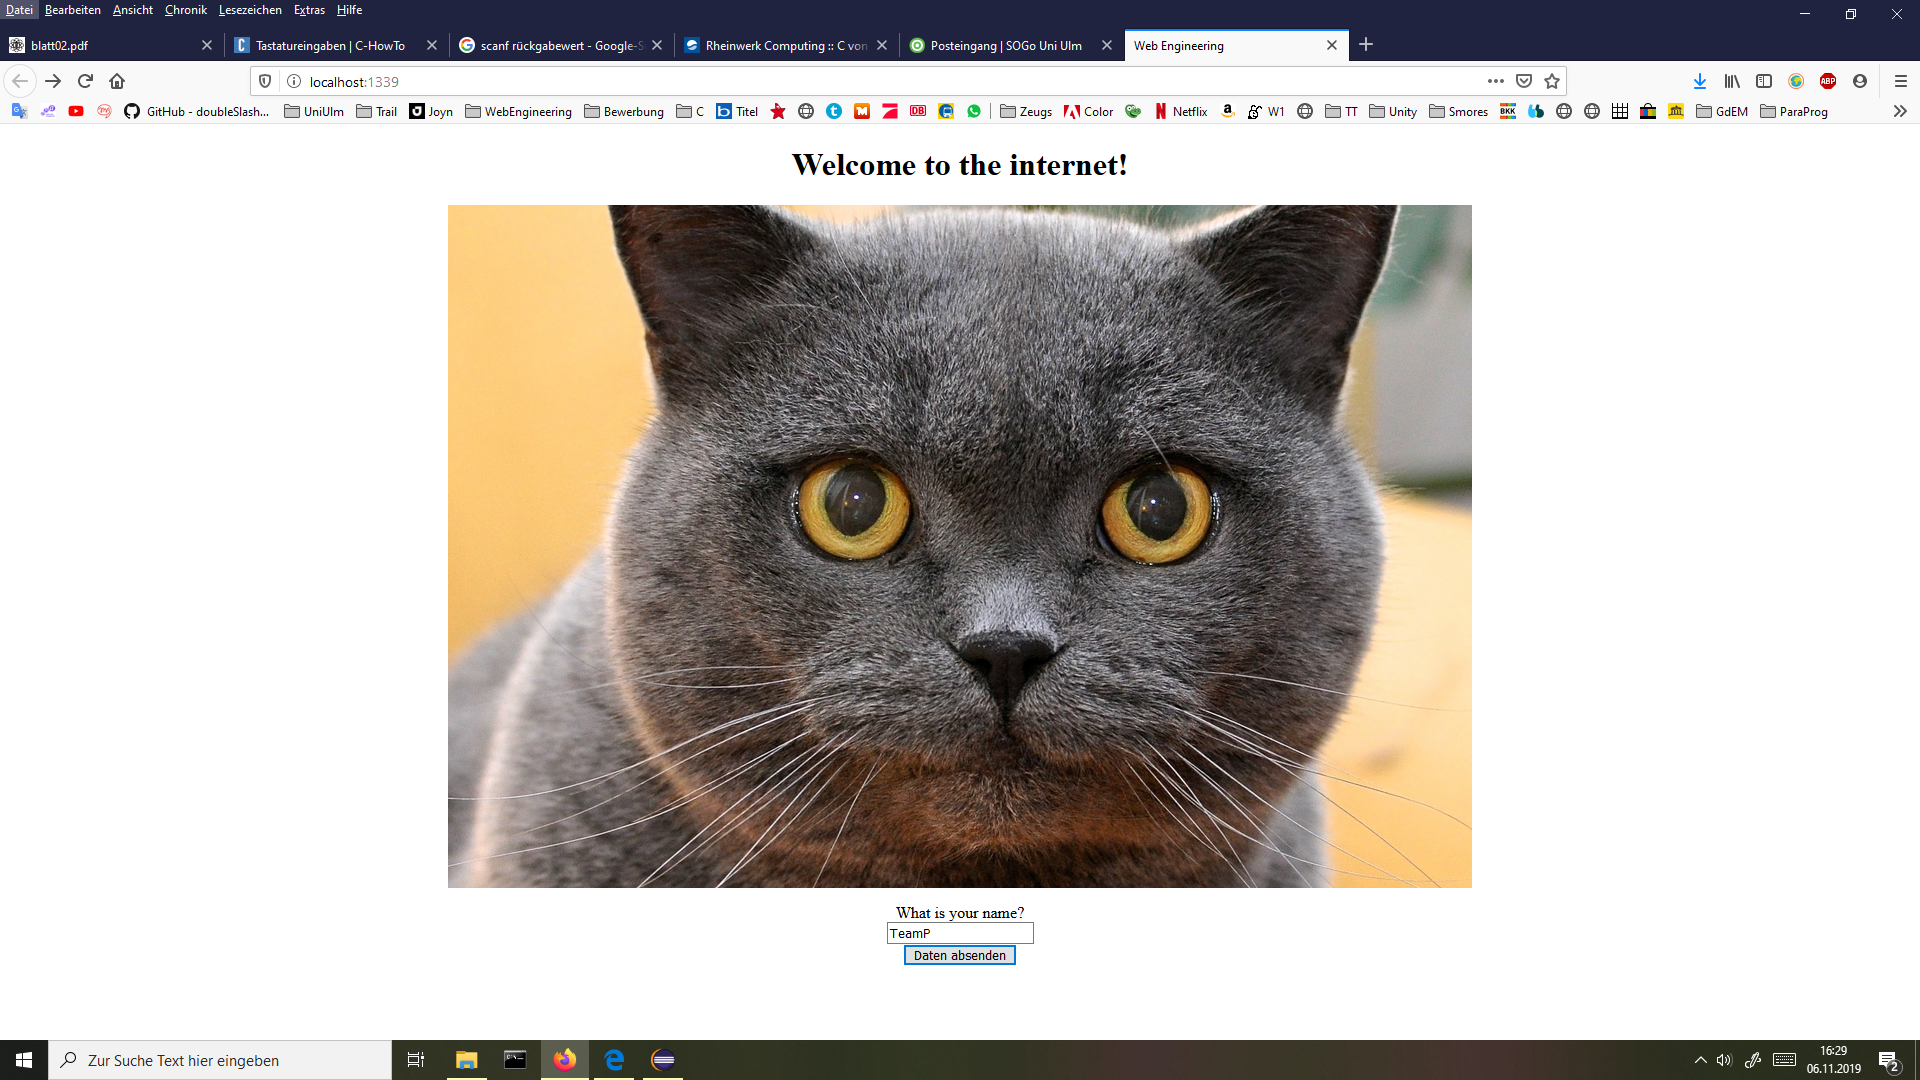 Datei Bearbeiten Ansicht Chronik Lesezeichen Extras Hilfe
blatt02.pdf Tastatureingaben | C-HowTo scanf rückgabewert - Google-S Rheinwerk Computing :: C von Posteingang | SOGo Uni Ulm Web Engineering
localhost:1339
GitHub - doubleSlash... UniUlm Trail Joyn WebEngineering Bewerbung C Titel Zeugs Color Netflix W1 TT Unity Smores GdEM ParaProg
Welcome to the internet!
What is your name?
TeamP
Daten absenden
Zur Suche Text hier eingeben
16:29
06.11.2019
2